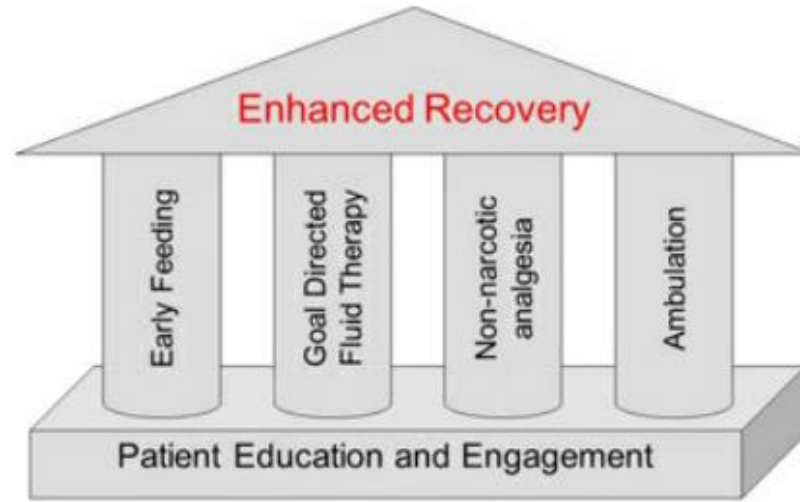 Enhanced Recovery
Early Feeding
Goal Directed
Fluid Therapy
Non-narcotic
analgesia
Ambulation
Patient Education and Engagement